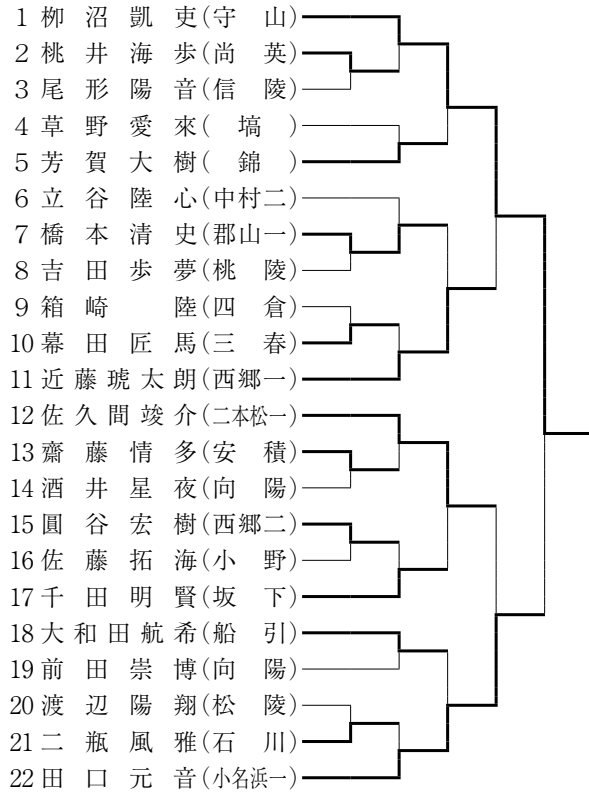 1 栁沼凱吏(守山)
2 桃井海歩(尚英)
3 尾形陽音(信陵)
4 草野愛來(塙)
5 芳賀大樹(錦)
6 立谷陸心(中村二)
7 橋本清史(郡山一)
8 吉田歩夢(桃陵)
9 箱崎陸(四倉)
10 幕田匠馬(三春)
11 近藤琥太朗(西郷一)
12 佐久間竣介(二本松一)
13 齋藤情多(安積)
14 酒井星夜(向陽)
15 圓谷宏樹(西郷二)
16 佐藤拓海(小野)
17 千田明賢(坂下)
18 大和田航希(船引)
19 前田崇博(向陽)
20 渡辺陽翔(松陵)
21 二瓶風雅(石川)
22 田口元音(小名浜一)